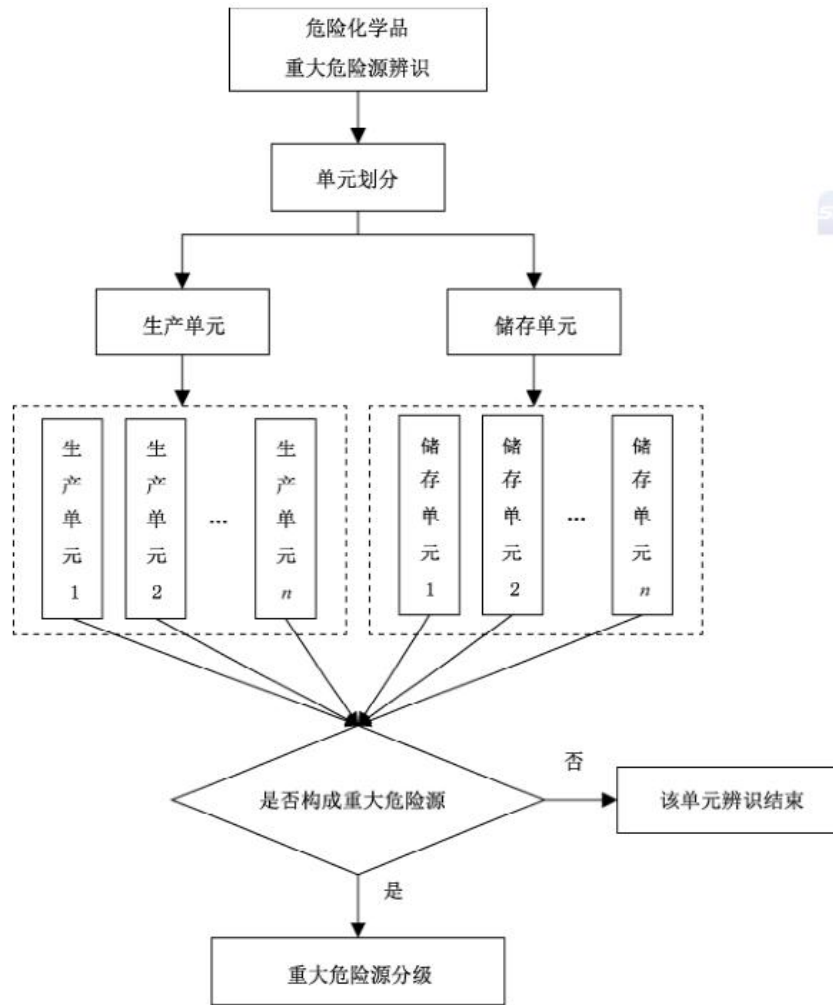 危险化学品
重大危险源辨识
单元划分
生产单元
储存单元
生产单元1
生产单元2
...
生产单元n
储存单元1
储存单元2
...
储存单元n
是否构成重大危险源
否
该单元辨识结束
是
重大危险源分级